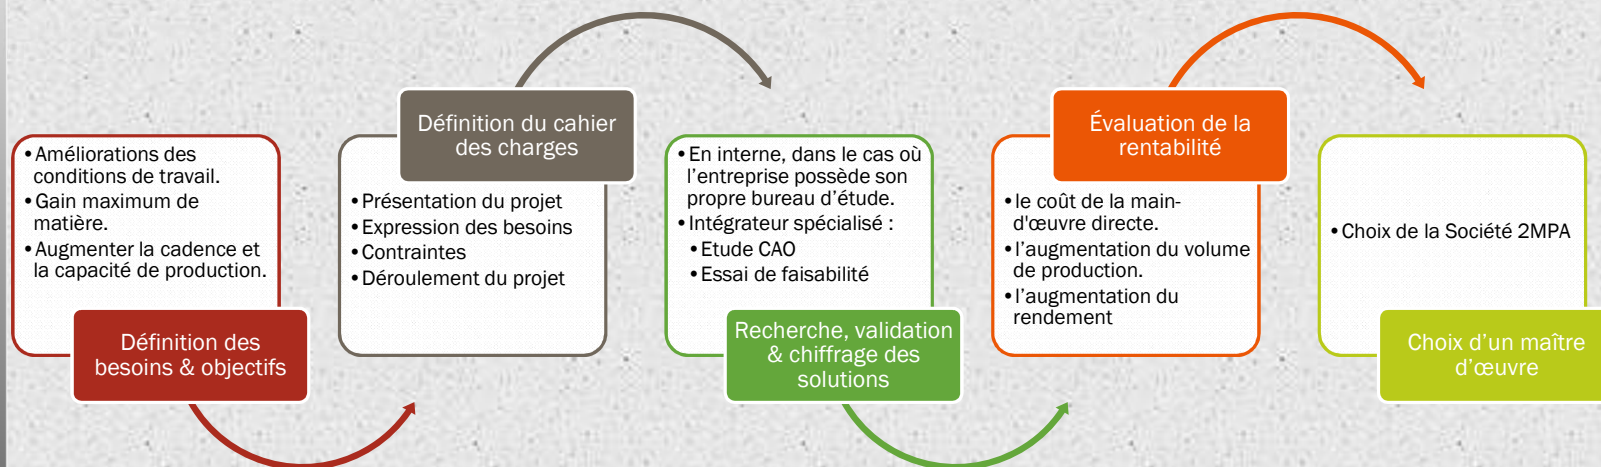 • Améliorations des
conditions de travail.
• Gain maximum de
matière.
• Augmenter la cadence et
la capacité de production.
Définition des
besoins & objectifs
Définition du cahier
des charges
• Présentation du projet
• Expression des besoins
• Contraintes
• Déroulement du projet
• En interne, dans le cas où
l’entreprise possède son
propre bureau d’étude.
• Intégrateur spécialisé :
• Etude CAO
• Essai de faisabilité
Recherche, validation
& chiffrage des
solutions
Évaluation de la
rentabilité
• le coût de la main-
d'œuvre directe.
• l’augmentation du volume
de production.
• l’augmentation du
rendement
• Choix de la Société 2MPA
Choix d’un maître
d’œuvre